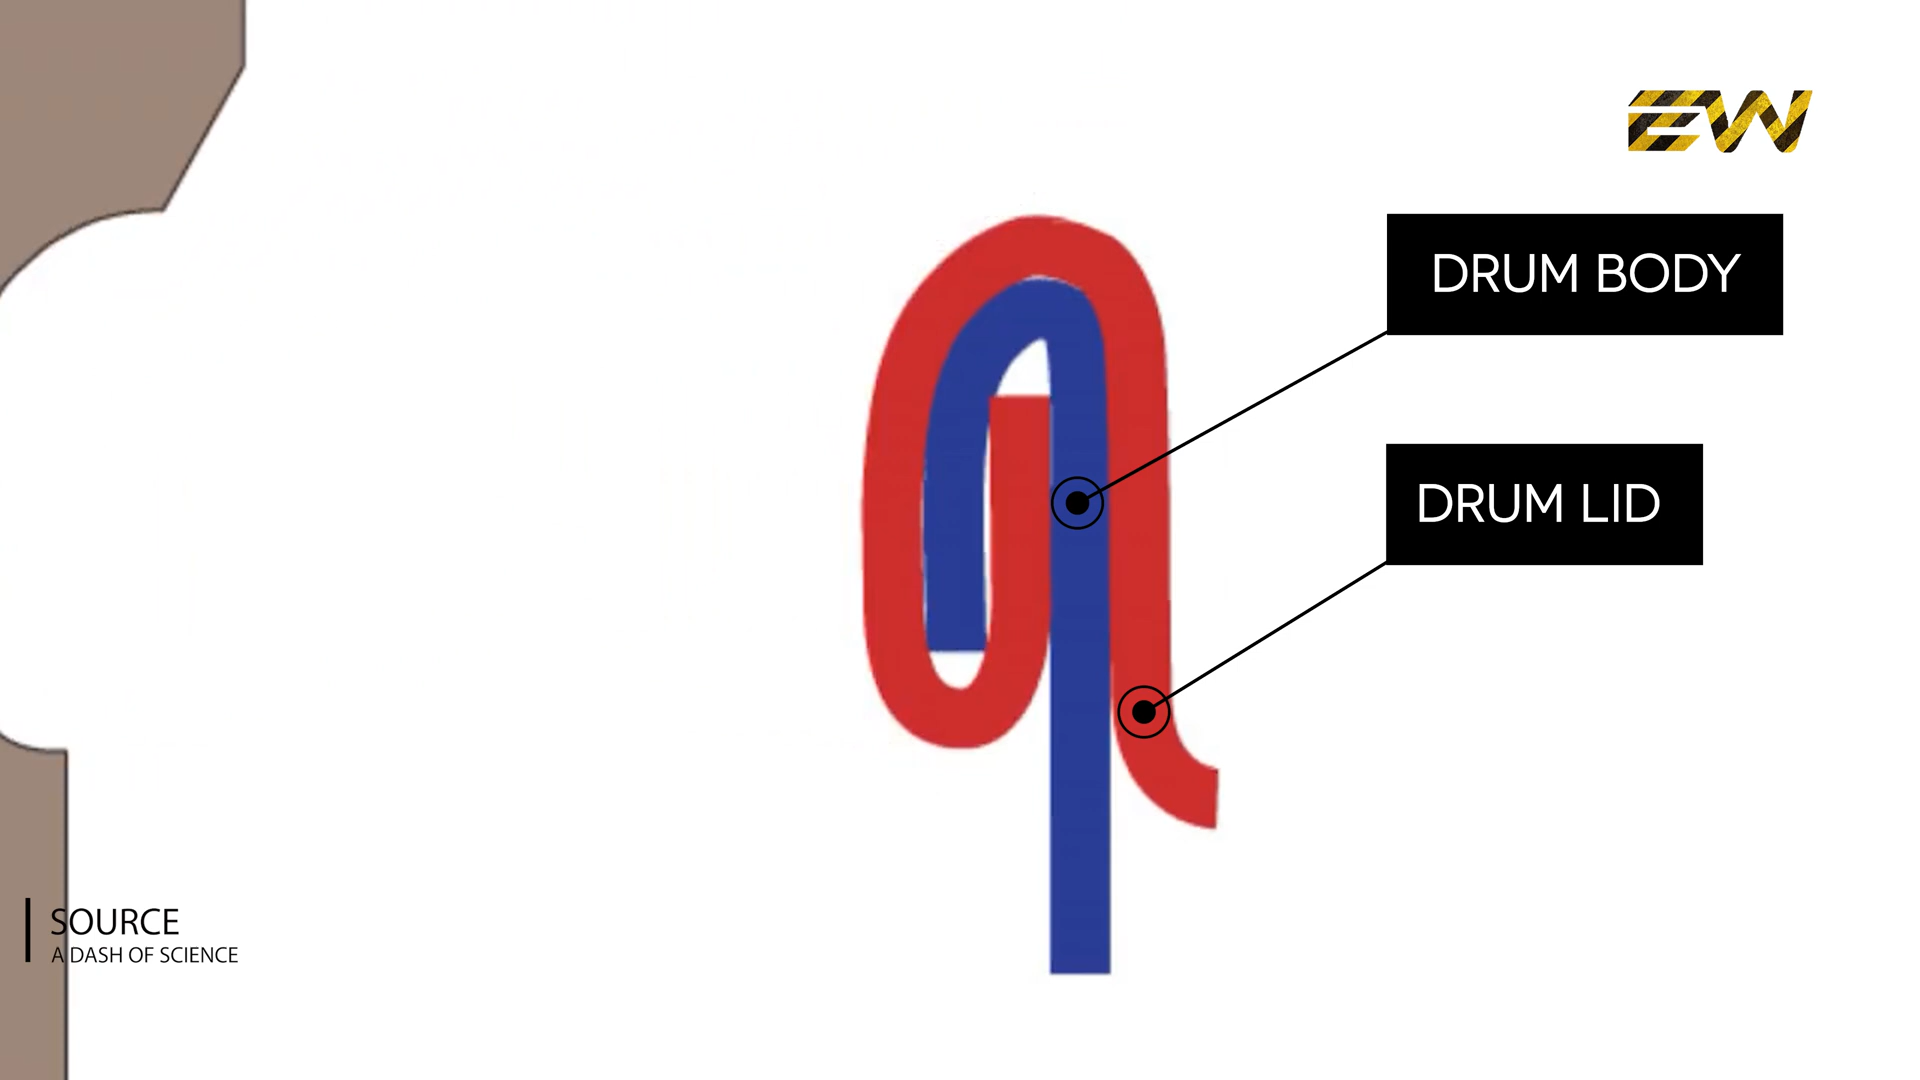 EW
DRUM BODY
DRUM LID
SOURCE
A DASH OF SCIENCE